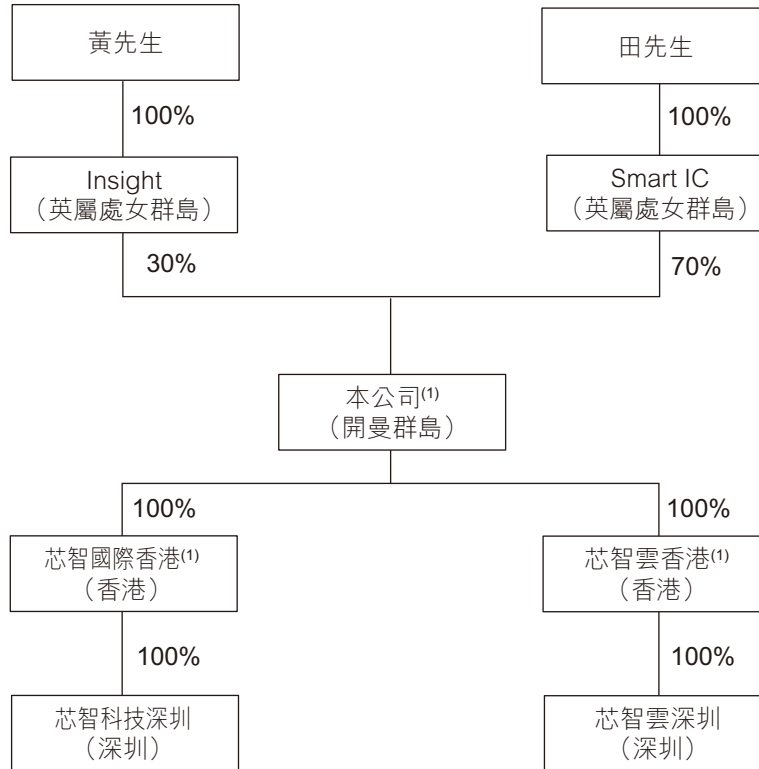 黃先生
田先生
100%
100%
Insight
（英屬處女群島）
Smart IC
（英屬處女群島）
30%
70%
本公司(1)
（開曼群島）
100%
100%
芯智國際香港(1)
（香港）
芯智雲香港(1)
（香港）
100%
100%
芯智科技深圳
（深圳）
芯智雲深圳
（深圳）